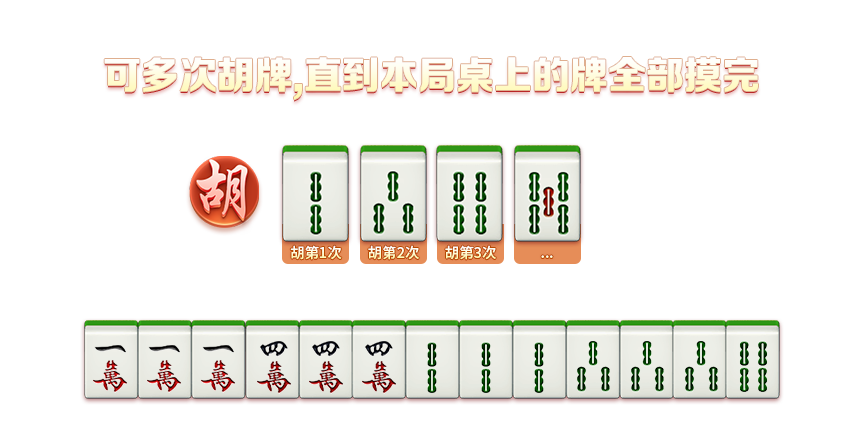 可多次胡牌,直到本局桌上的牌全部摸完
胡
胡第1次 胡第2次 胡第3次 ...
一萬 一萬 一萬 四萬 四萬 四萬